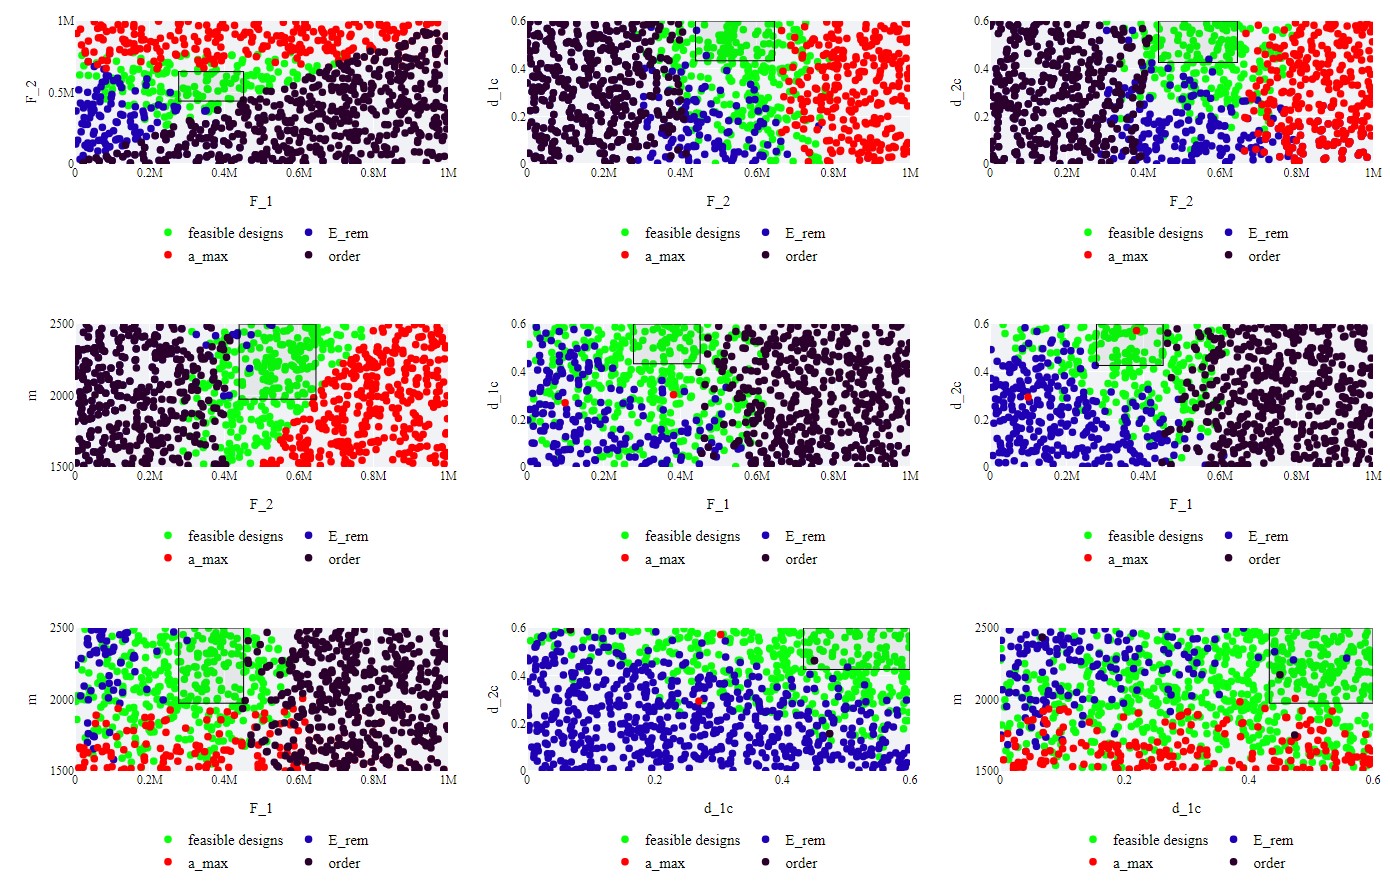 1M
F_2
0.5M
0
0 0.2M 0.4M 0.6M 0.8M 1M
F_1
feasible designs E_rem
a_max order
0.6
d_1c
0.4
0.2
0
0 0.2M 0.4M 0.6M 0.8M 1M
F_2
feasible designs E_rem
a_max order
0.6
d_2c
0.4
0.2
0
0 0.2M 0.4M 0.6M 0.8M 1M
F_2
feasible designs E_rem
a_max order
2500
m
2000
1500
0 0.2M 0.4M 0.6M 0.8M 1M
F_2
feasible designs E_rem
a_max order
0.6
d_1c
0.4
0.2
0
0 0.2M 0.4M 0.6M 0.8M 1M
F_1
feasible designs E_rem
a_max order
0.6
d_2c
0.4
0.2
0
0 0.2M 0.4M 0.6M 0.8M 1M
F_1
feasible designs E_rem
a_max order
2500
m
2000
1500
0 0.2M 0.4M 0.6M 0.8M 1M
F_1
feasible designs E_rem
a_max order
0.6
d_2c
0.4
0.2
0
0 0.2 0.4 0.6
d_1c
feasible designs E_rem
a_max order
2500
m
2000
1500
0 0.2 0.4 0.6
d_1c
feasible designs E_rem
a_max order